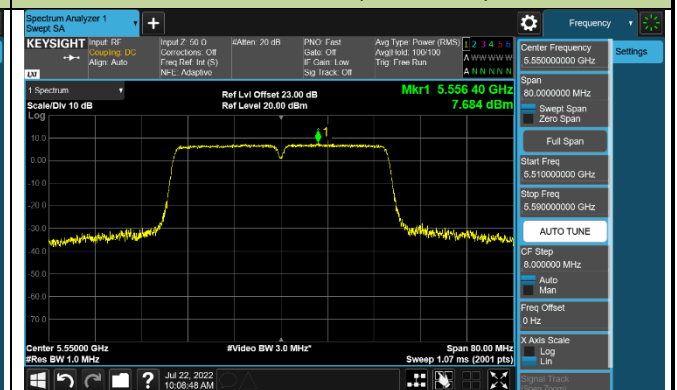 Spectrum Analyzer 1
Swept SA
Frequency
KEYSIGHT
Input: RF
Coupling: DC
Align: Auto
Input Z: 50 Ω
Corrections: Off
Freq Ref: Int (S)
NFE: Adaptive
#Atten: 20 dB
PNO: Fast
Gate: Off
IF Gain: Low
Sig Track: Off
Avg Type: Power (RMS)
Avg|Hold: 100/100
Trig: Free Run
1 2 3 4 5 6
A W W W W W
A N N N N N
LXI
1 Spectrum
Scale/Div 10 dB
Log
Ref Lvl Offset 23.00 dB
Ref Level 20.00 dBm
Mkr1 5.556 40 GHz
7.684 dBm
1
10.0
0.00
-10.0
-20.0
-30.0
-40.0
-50.0
-60.0
-70.0
Center 5.55000 GHz
#Res BW 1.0 MHz
#Video BW 3.0 MHz*
Span 80.00 MHz
Sweep 1.07 ms (2001 pts)
Jul 22, 2022
10:08:48 AM
Center Frequency
5.550000000 GHz
Settings
Span
80.0000000 MHz
Swept Span
Zero Span
Full Span
Start Freq
5.510000000 GHz
Stop Freq
5.590000000 GHz
AUTO TUNE
CF Step
8.000000 MHz
Auto
Man
Freq Offset
0 Hz
X Axis Scale
Log
Lin
Signal Track
(Span Zoom)